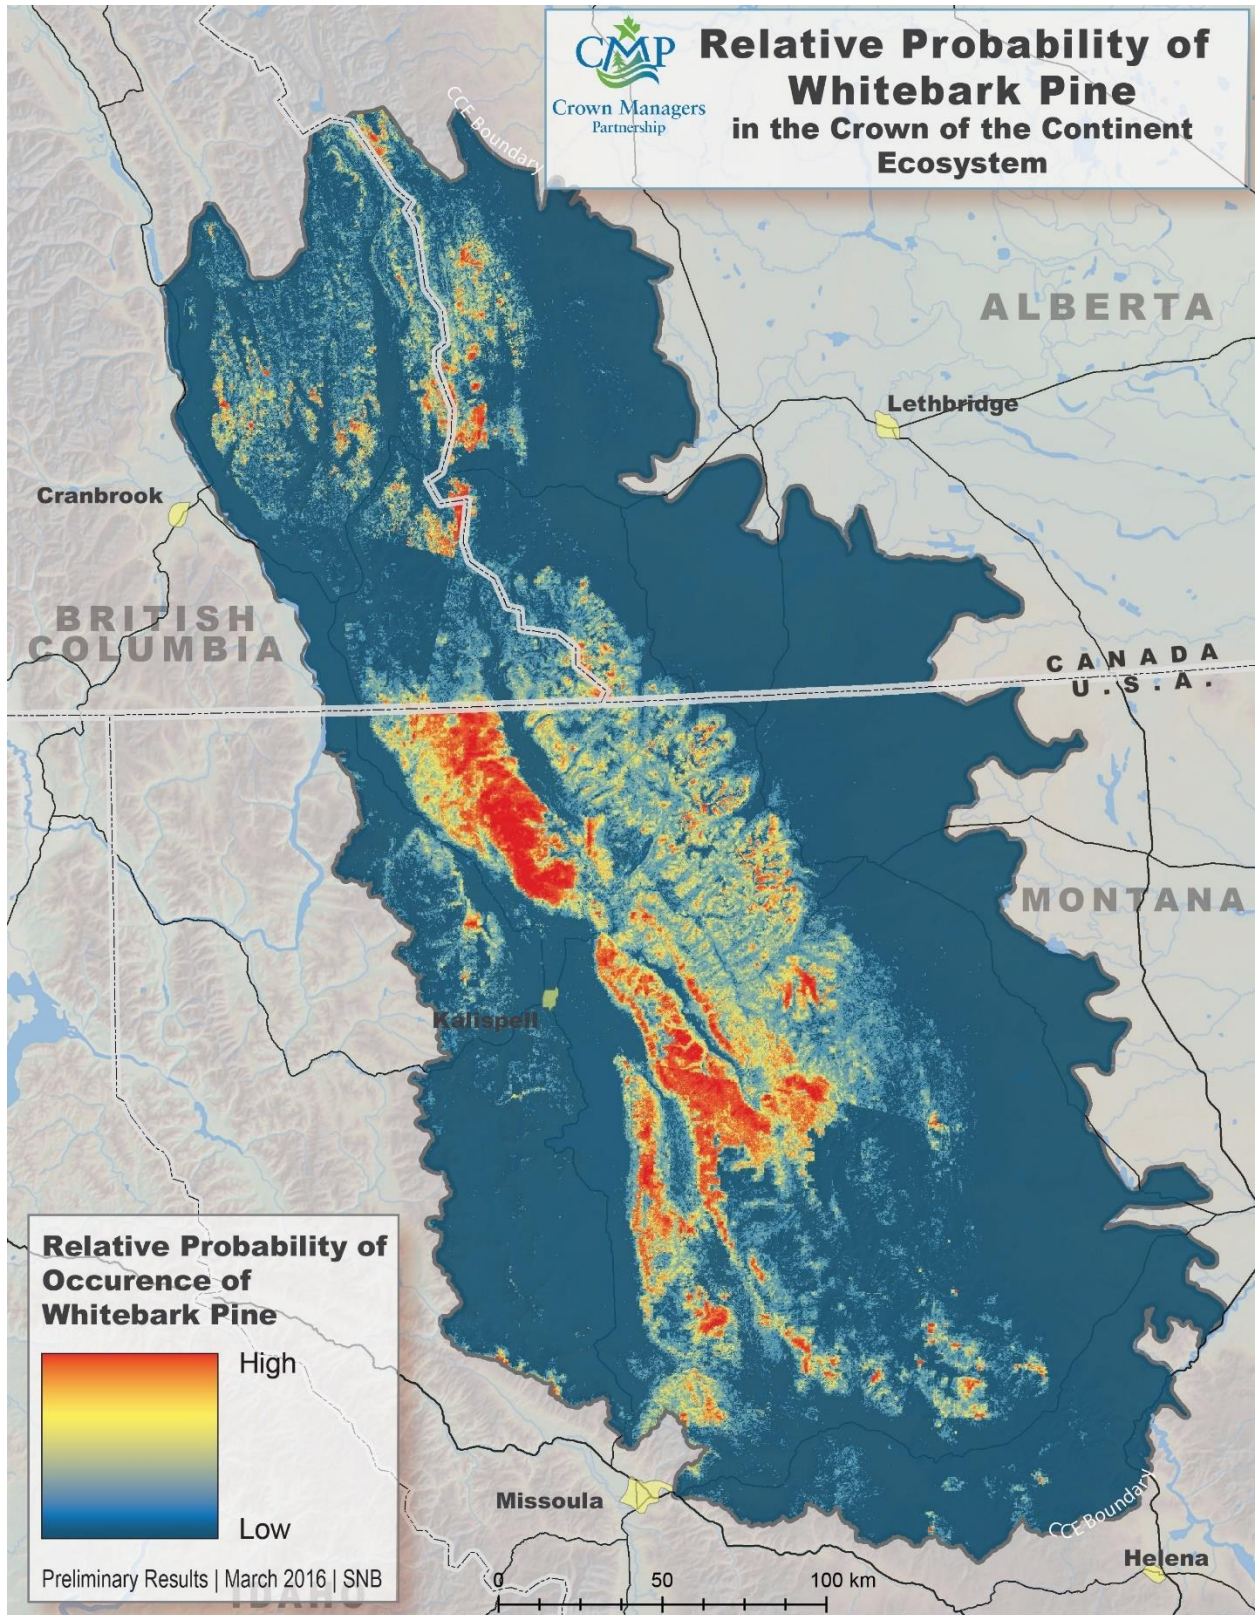 CMP
Crown Managers
Partnership
Relative Probability of
Whitebark Pine
in the Crown of the Continent
Ecosystem
CCE Boundary
ALBERTA
Lethbridge
Cranbrook
BRITISH
COLUMBIA
CANADA
U.S.A.
MONTANA
Kalispell
Relative Probability of
Occurence of
Whitebark Pine
High
Low
Preliminary Results | March 2016 | SNB
IDAHO
Missoula
CCE Boundary
Helena
0 50 100 km